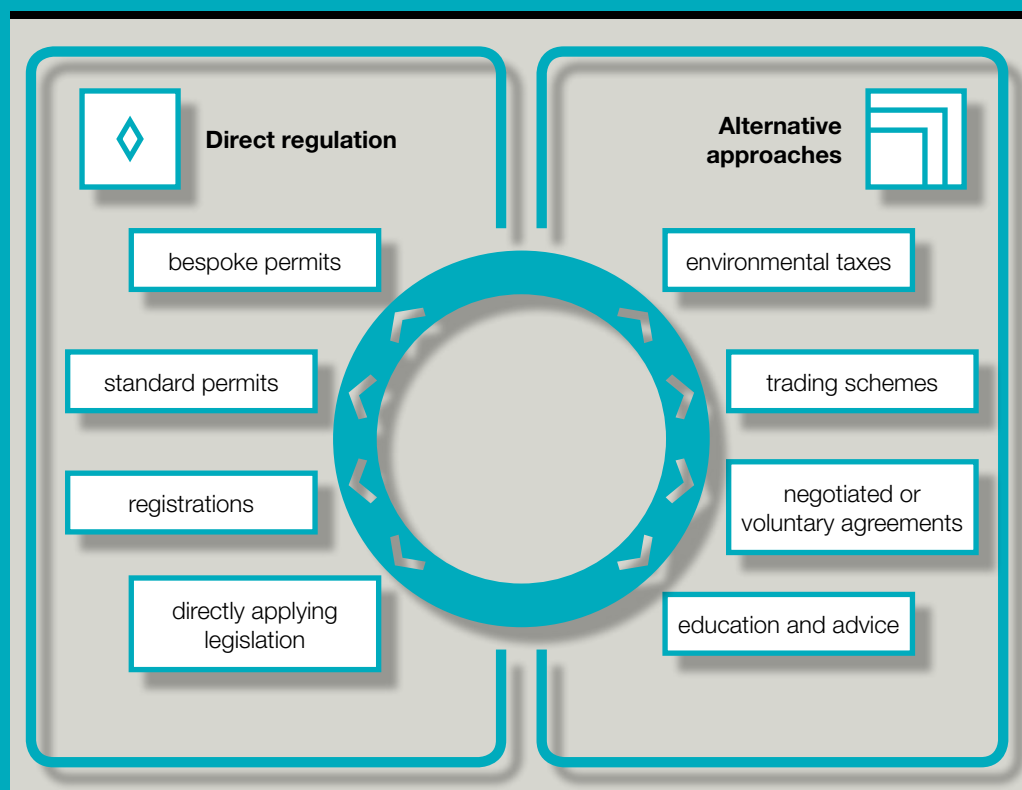 Direct regulation
bespoke permits
standard permits
registrations
directly applying
legislation
Alternative
approaches
environmental taxes
trading schemes
negotiated or
voluntary agreements
education and advice